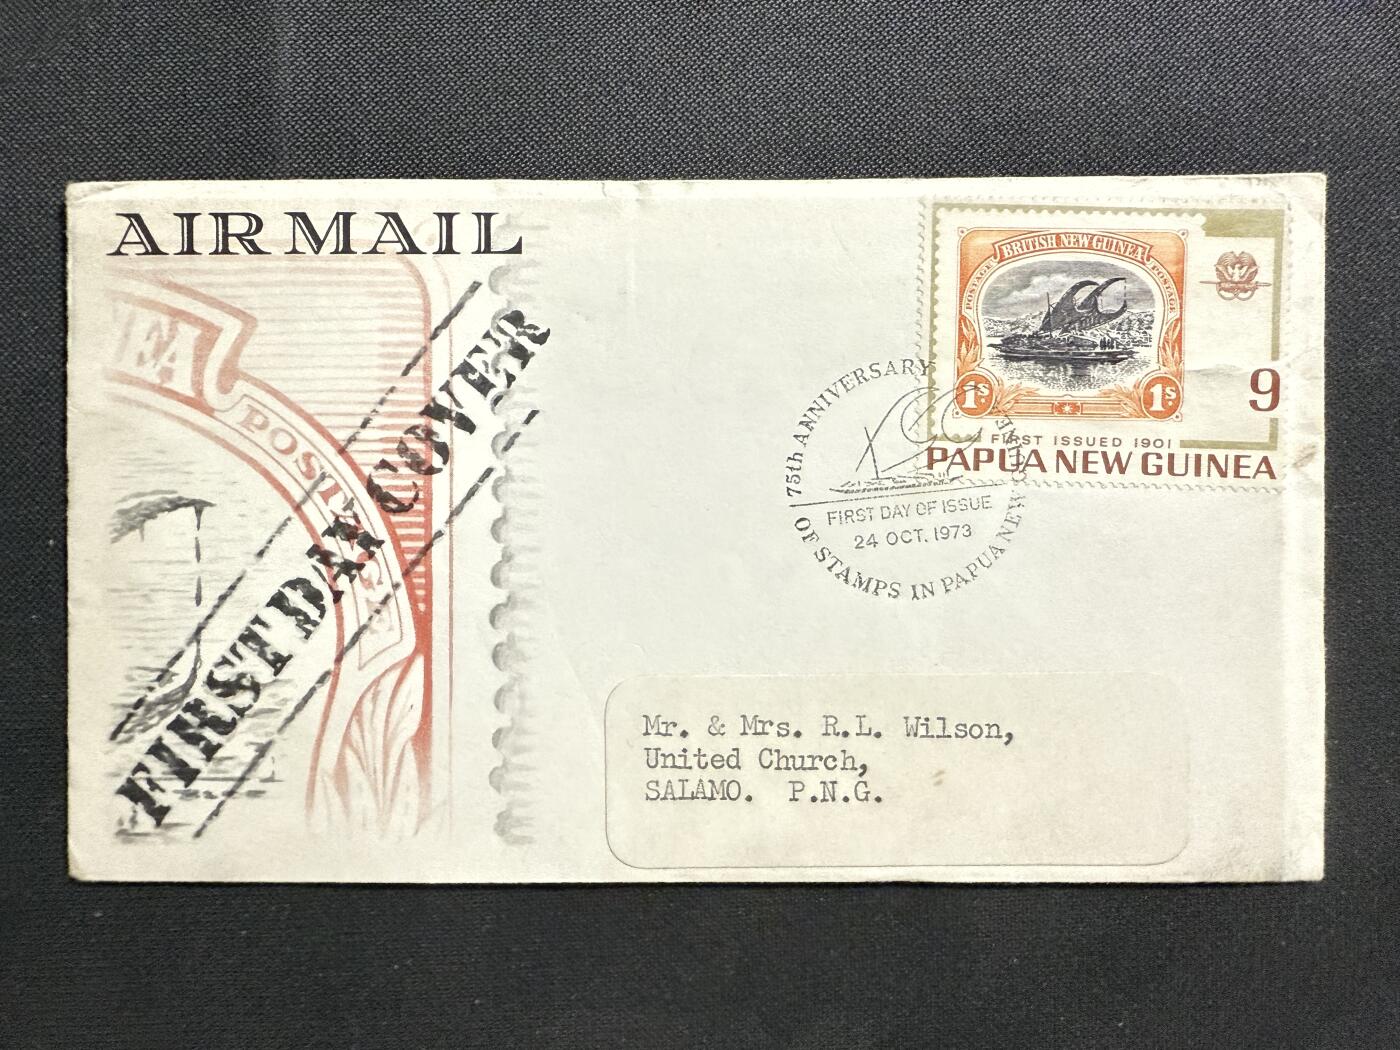 AIR MAIL
EA
POSTAGE
FIRST DAY COVER
BRITISH NEW GUINEA
POSTAGE
POSTAGE
1s.
1s.
9
FIRST ISSUED 1901
PAPUA NEW GUINEA
75th ANNIVERSARY
OF STAMPS IN PAPUA NEW GUINEA
FIRST DAY OF ISSUE
24 OCT. 1973
Mr. & Mrs. R.L. Wilson,
United Church,
SALAMO. P.N.G.